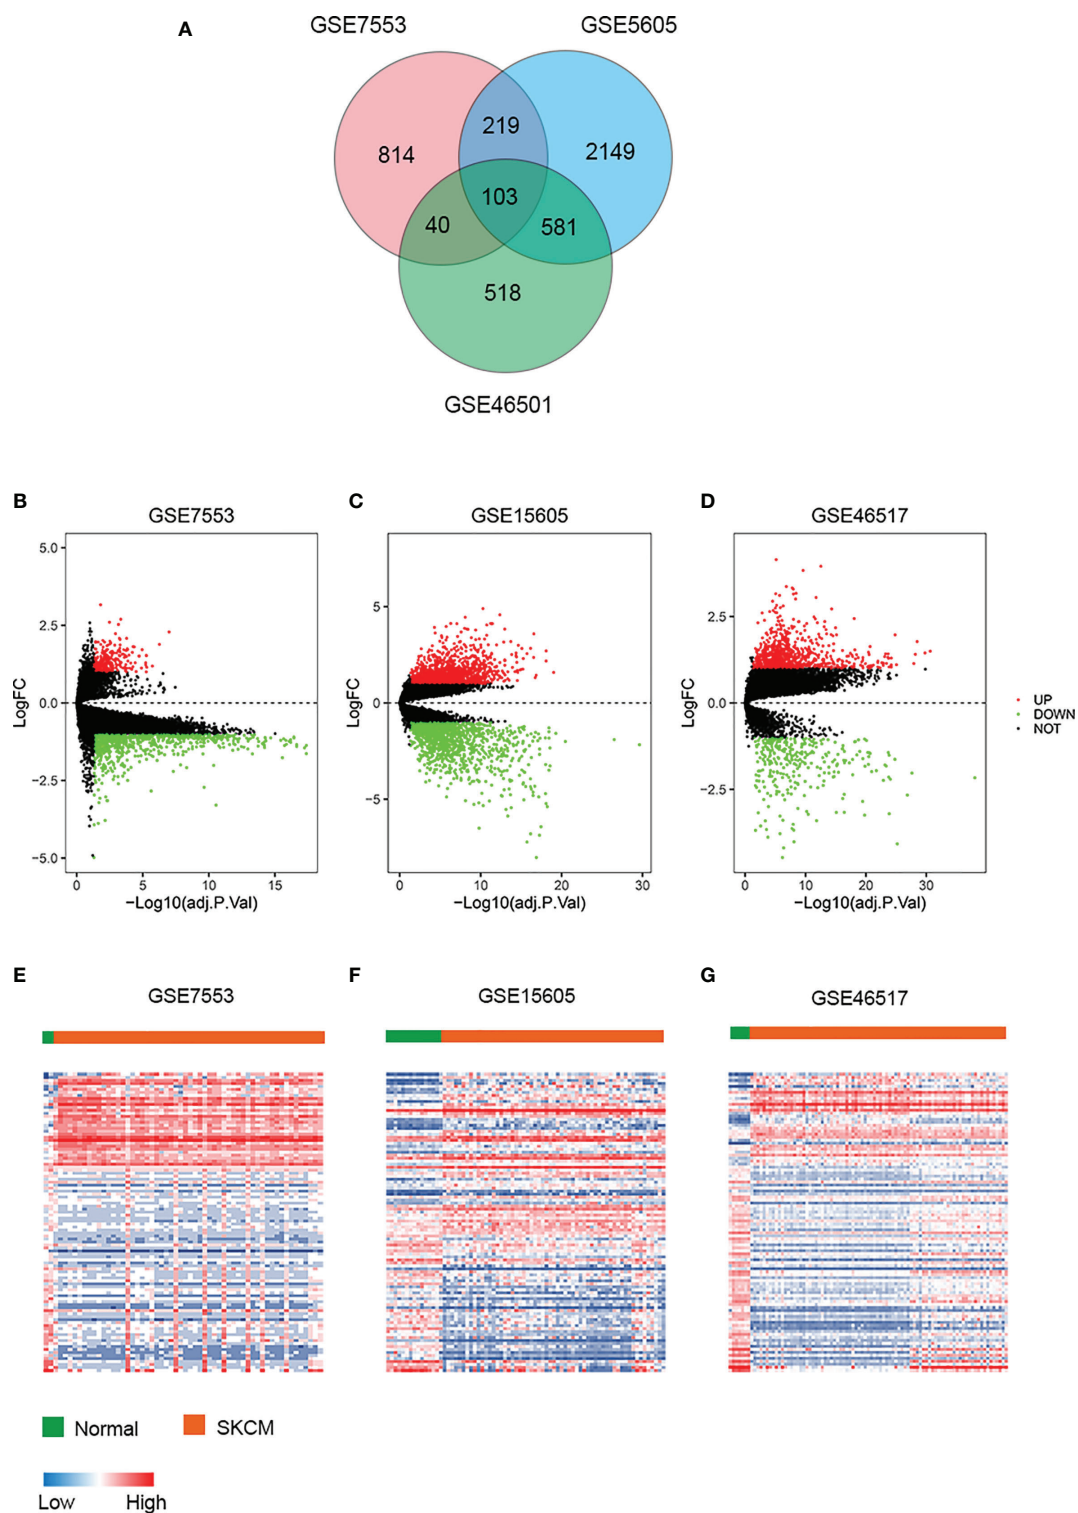 A
GSE7553 GSE5605
219
814 2149
103
40 581
518
GSE46501
B C D
GSE7553 GSE15605 GSE46517
5.0
2.5
0.0
−2.5
−5.0
LogFC
0 5 10 15
−Log10(adj.P.Val)
5
0
−5
LogFC
0 10 20 30
−Log10(adj.P.Val)
2.5
0.0
−2.5
LogFC
0 10 20 30
−Log10(adj.P.Val)
UP
DOWN
NOT
E F G
GSE7553 GSE15605 GSE46517
Normal SKCM
Low High